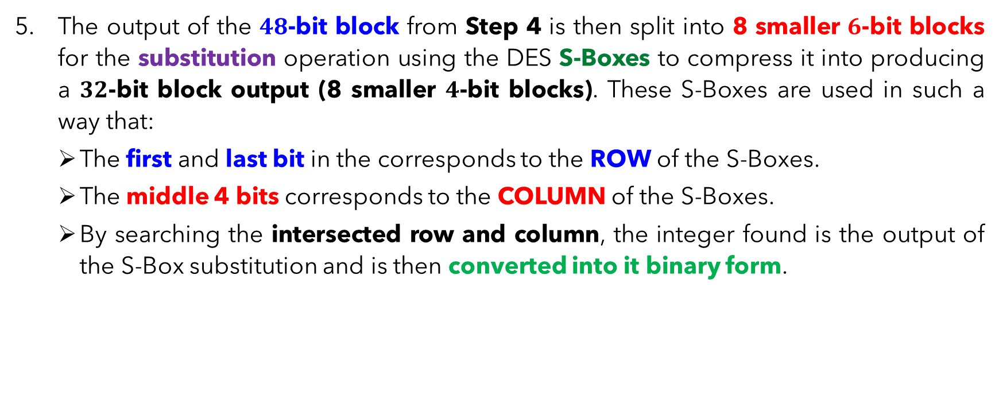 5. The output of the 48-bit block from Step 4 is then split into 8 smaller 6-bit blocks
for the substitution operation using the DES S-Boxes to compress it into producing
a 32-bit block output (8 smaller 4-bit blocks). These S-Boxes are used in such a
way that:
➢ The first and last bit in the corresponds to the ROW of the S-Boxes.
➢ The middle 4 bits corresponds to the COLUMN of the S-Boxes.
➢ By searching the intersected row and column, the integer found is the output of
the S-Box substitution and is then converted into it binary form.